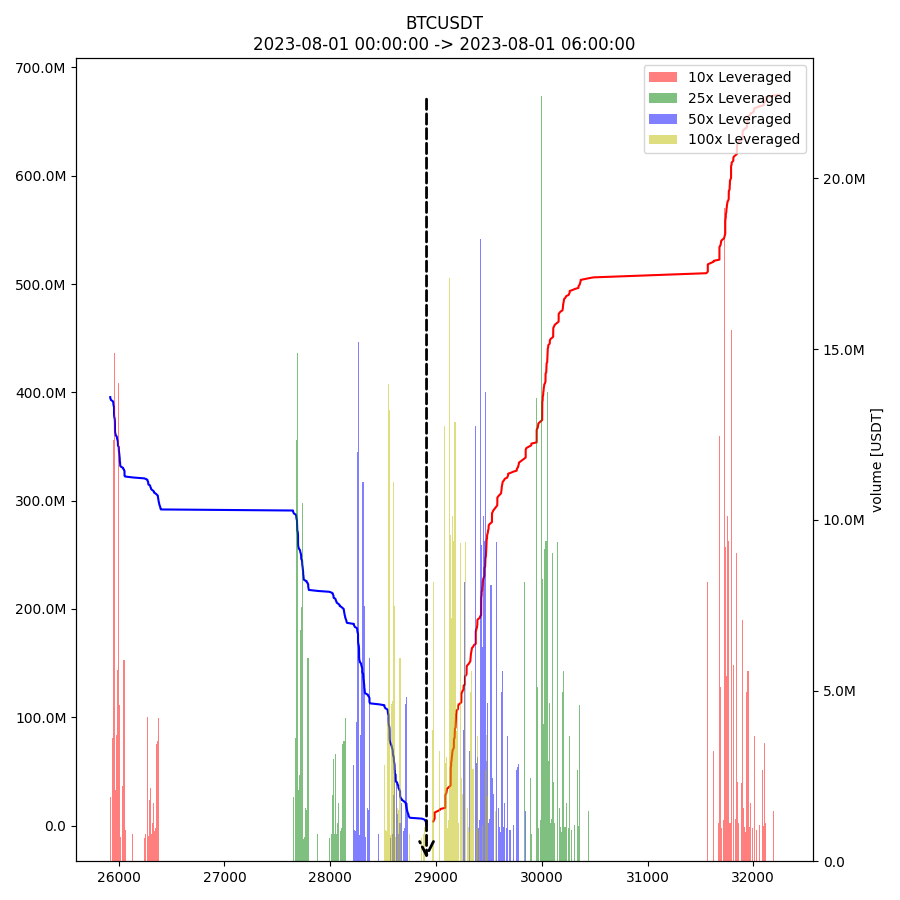 BTCUSDT
2023-08-01 00:00:00 -> 2023-08-01 06:00:00
10x Leveraged
25x Leveraged
50x Leveraged
100x Leveraged
700.0M
600.0M
500.0M
400.0M
300.0M
200.0M
100.0M
0.0
20.0M
15.0M
10.0M
5.0M
0.0
volume [USDT]
26000
27000
28000
29000
30000
31000
32000